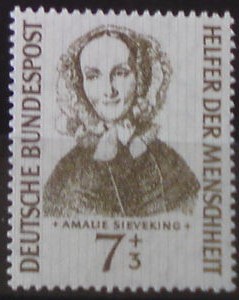 DEUTSCHE BUNDESPOST
HELFER DER MENSCHHEIT
+ AMALIE SIEVEKING +
7+3